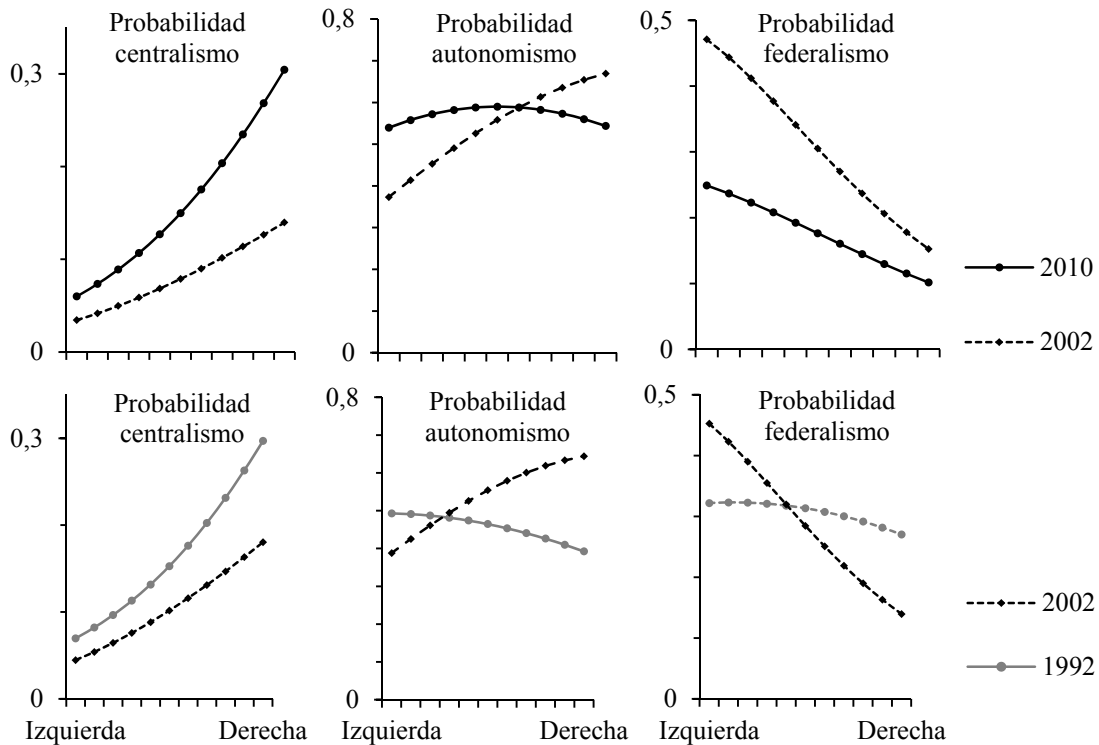 Probabilidad
centralismo
0,3
0
Probabilidad
autonomismo
0,8
0
Probabilidad
federalismo
0,5
0
2010
2002
Probabilidad
centralismo
0,3
0
Izquierda
Derecha
Probabilidad
autonomismo
0,8
0
Izquierda
Derecha
Probabilidad
federalismo
0,5
0
Izquierda
Derecha
2002
1992